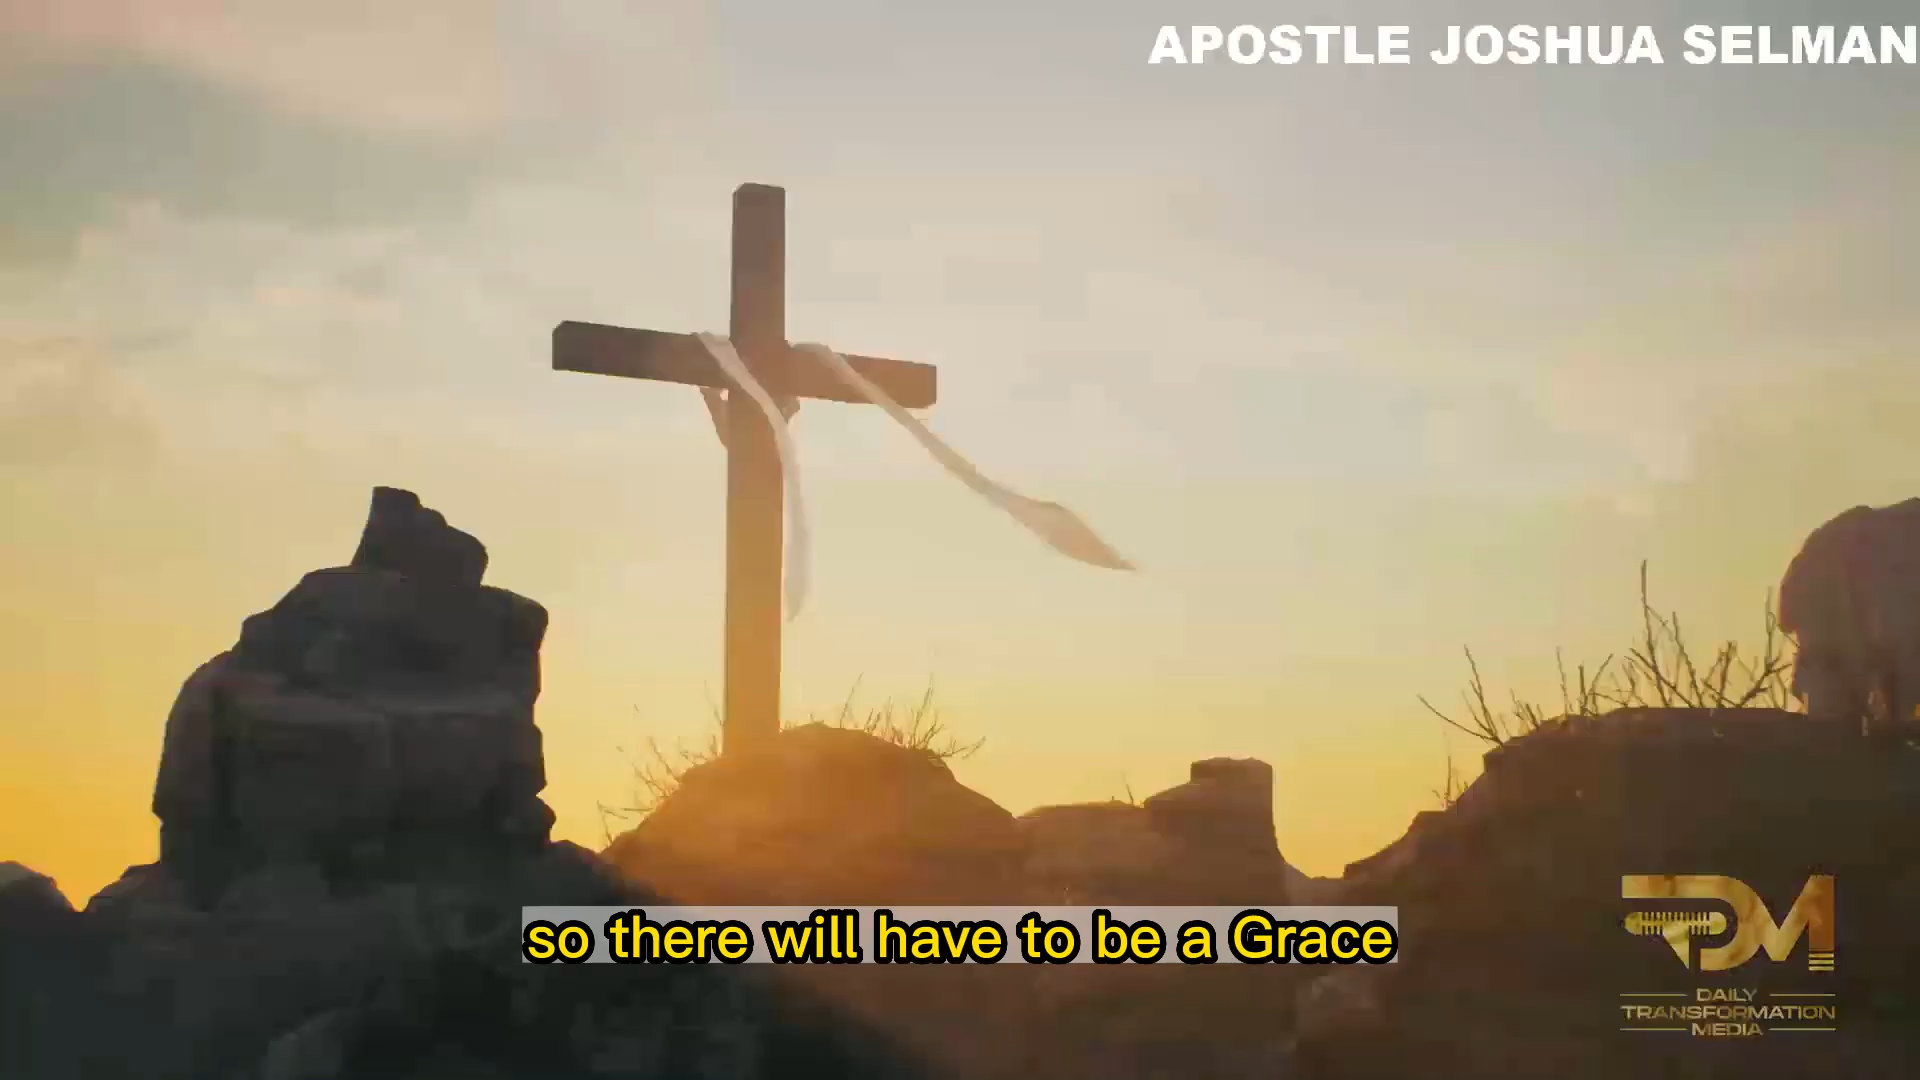 APOSTLE JOSHUA SELMAN
so there will have to be a Grace
DAILY
TRANSFORMATION
MEDIA